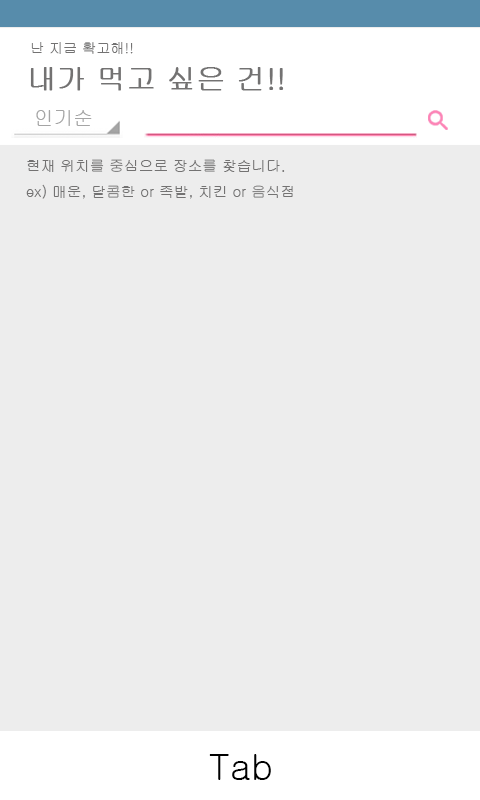 난 지금 확고해!!
내가 먹고 싶은 건!!
인기순
현재 위치를 중심으로 장소를 찾습니다.
ex) 매운, 달콤한 or 족발, 치킨 or 음식점
Tab